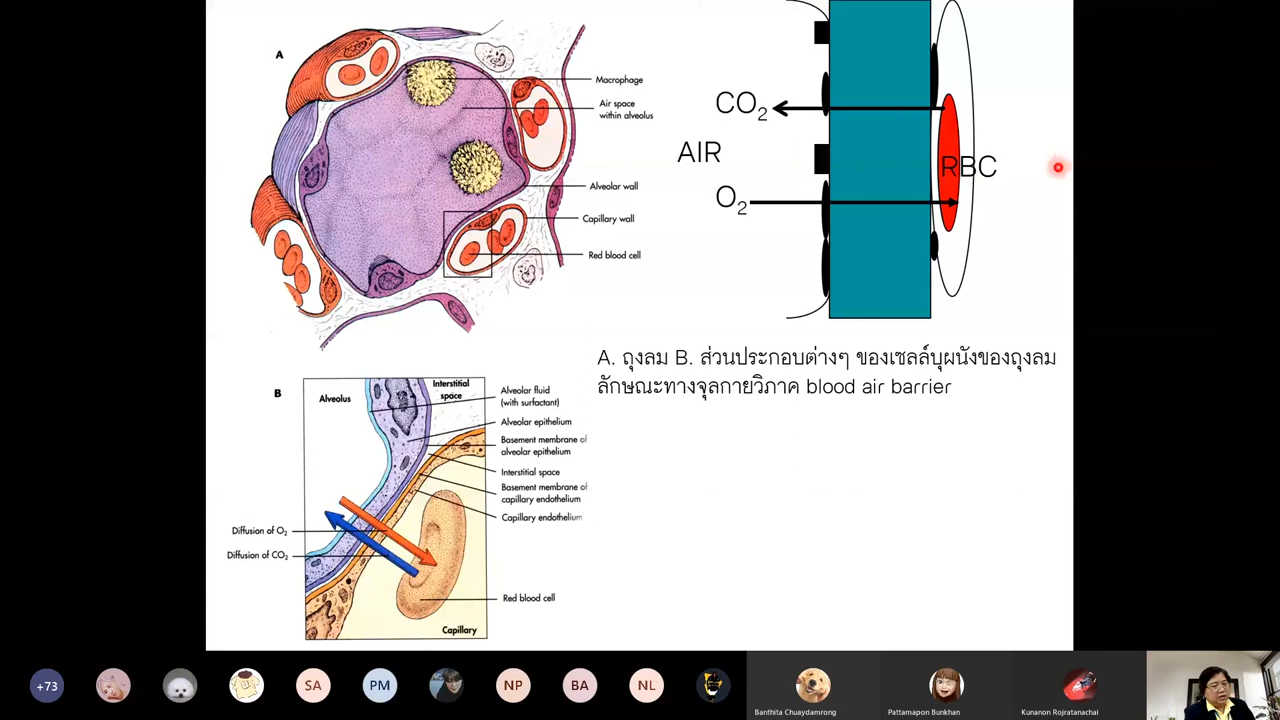 A
Macrophage
Air space
within alveolus
Alveolar wall
Capillary wall
Red blood cell
CO2
AIR
O2
RBC
A. ถุงลม B. ส่วนประกอบต่างๆ ของเซลล์บุผนังของถุงลม
ลักษณะทางจุลกายวิภาค blood air barrier
B
Alveolus
Interstitial
space
Alveolar fluid
(with surfactant)
Alveolar epithelium
Basement membrane of
alveolar epithelium
Interstitial space
Basement membrane of
capillary endothelium
Capillary endothelium
Diffusion of O2
Diffusion of CO2
Red blood cell
Capillary
+73
SA
PM
NP
BA
NL
Banthita Chuaydamrong
Pattamapon Bunkhan
Kunanon Rojratanachai